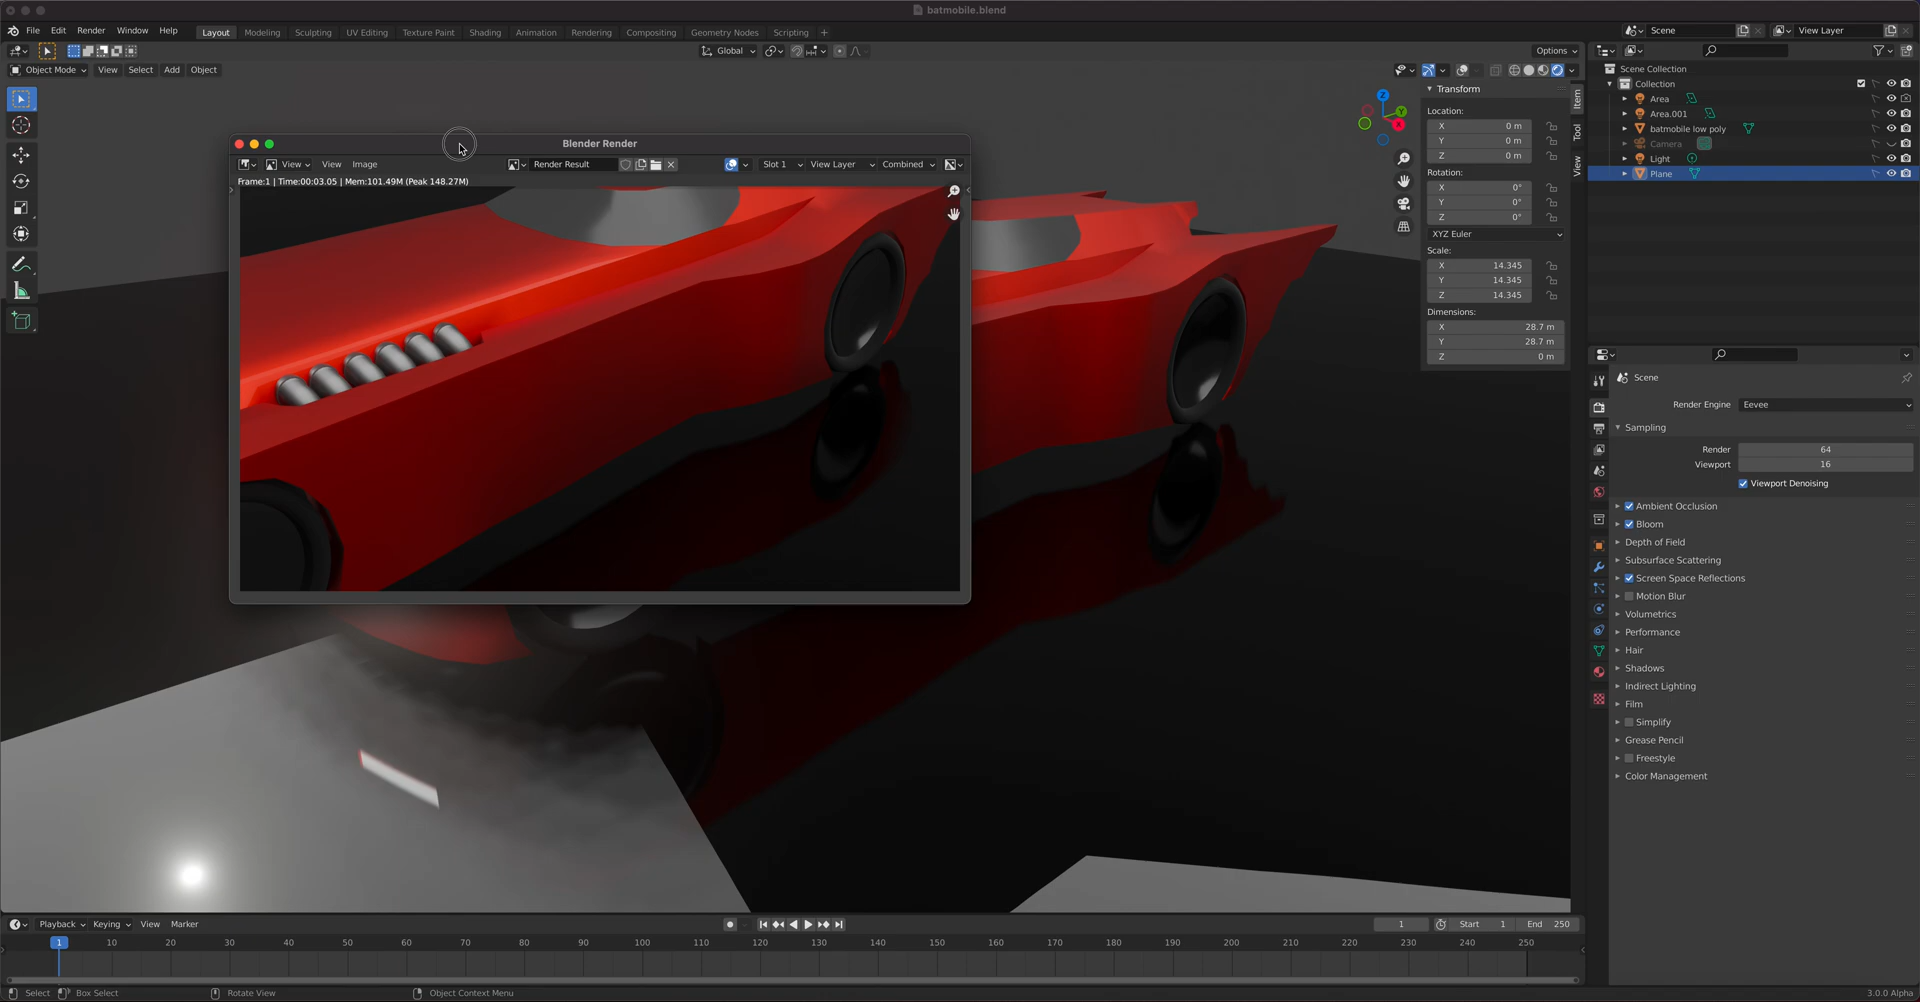 batmobile.blend
File Edit Render Window Help Layout Modeling Sculpting UV Editing Texture Paint Shading Animation Rendering Compositing Geometry Nodes Scripting + Scene View Layer
Global Options
Object Mode View Select Add Object
Scene Collection
Collection
Area
Area.001
batmobile low poly
Camera
Light
Plane
Item
Tool
View
Transform
Location:
X 0 m
Y 0 m
Z 0 m
Rotation:
X 0°
Y 0°
Z 0°
XYZ Euler
Scale:
X 14.345
Y 14.345
Z 14.345
Dimensions:
X 28.7 m
Y 28.7 m
Z 0 m
Z
Y
X
Blender Render
View View Image Render Result Slot 1 View Layer Combined
Frame:1 | Time:00:03.05 | Mem:101.49M (Peak 148.27M)
Scene
Render Engine Eevee
Sampling
Render 64
Viewport 16
Viewport Denoising
Ambient Occlusion
Bloom
Depth of Field
Subsurface Scattering
Screen Space Reflections
Motion Blur
Volumetrics
Performance
Hair
Shadows
Indirect Lighting
Film
Simplify
Grease Pencil
Freestyle
Color Management
Playback Keying View Marker 1 Start 1 End 250
1 10 20 30 40 50 60 70 80 90 100 110 120 130 140 150 160 170 180 190 200 210 220 230 240 250
Select Box Select Rotate View Object Context Menu 3.0.0 Alpha